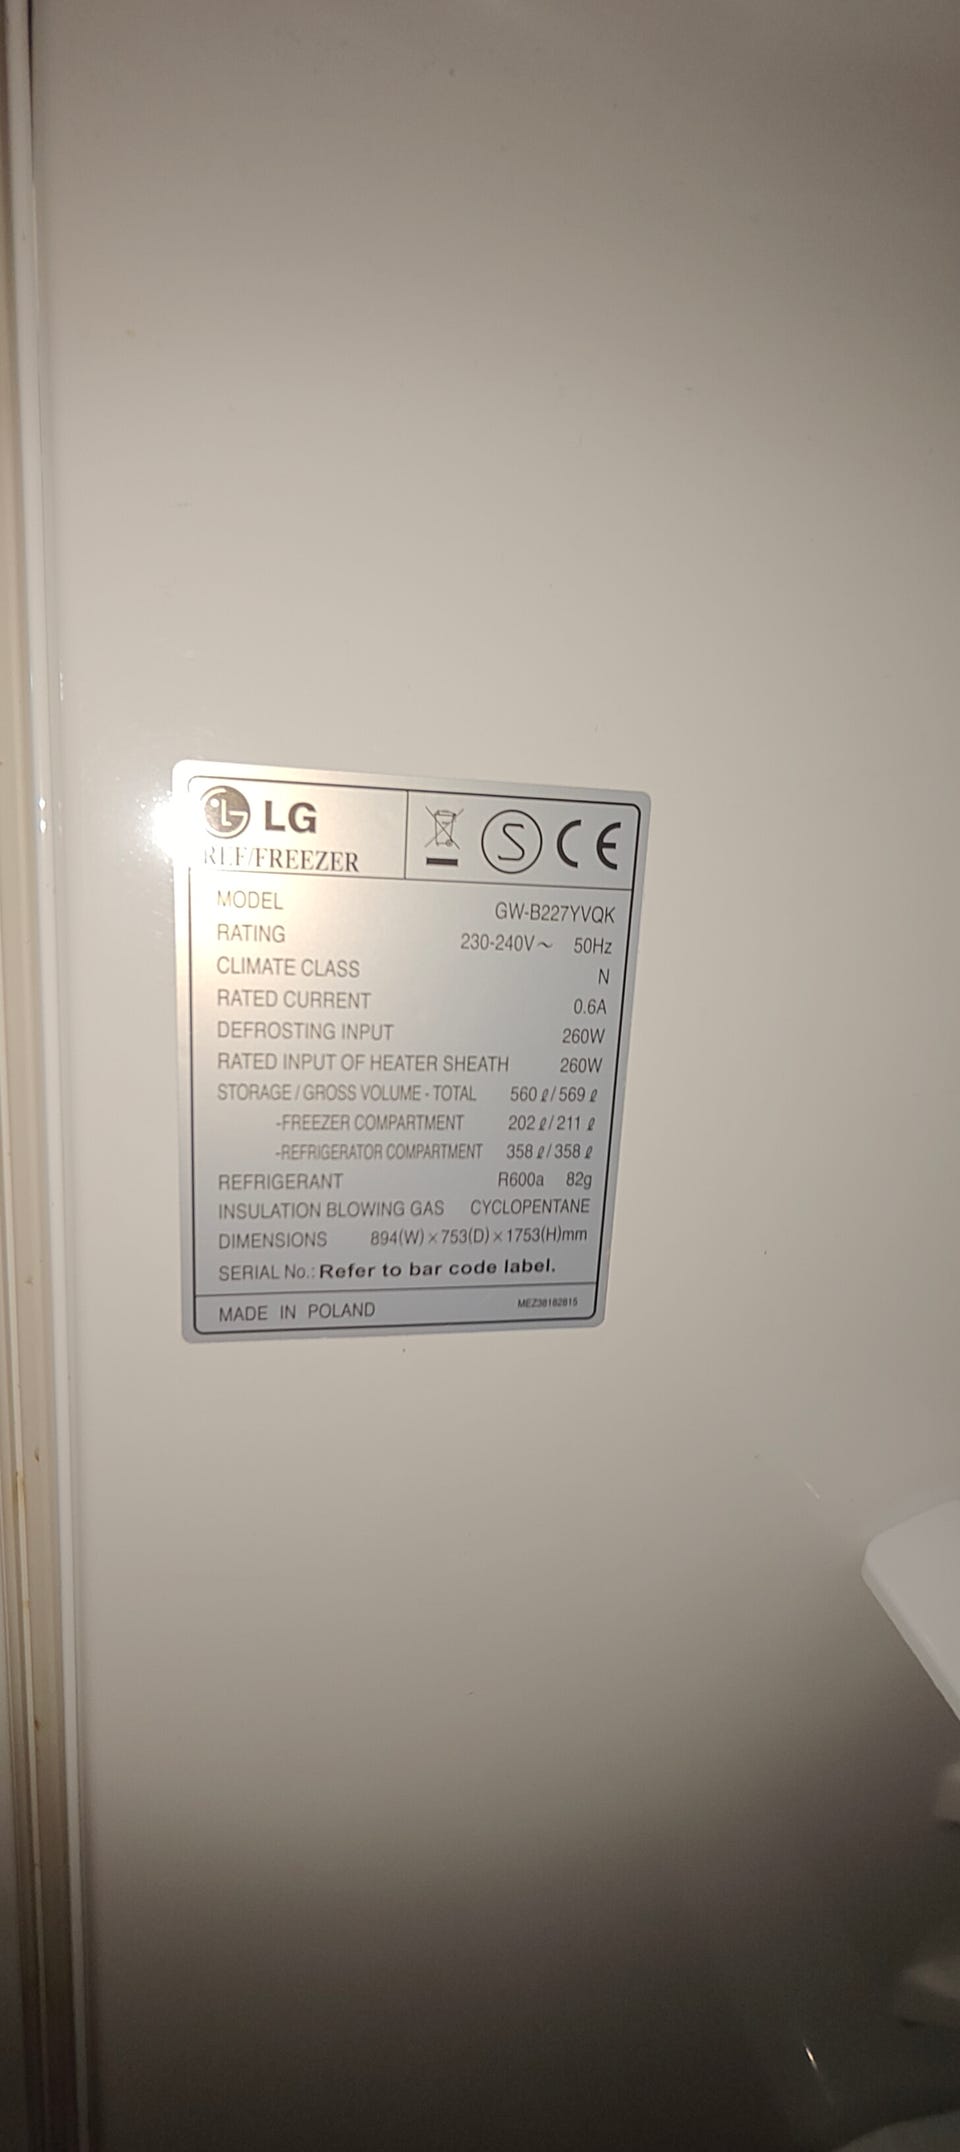 LG
REF/FREEZER
S CE
MODEL GW-B227YVQK
RATING 230-240V~ 50Hz
CLIMATE CLASS N
RATED CURRENT 0.6A
DEFROSTING INPUT 260W
RATED INPUT OF HEATER SHEATH 260W
STORAGE / GROSS VOLUME - TOTAL 560 ℓ / 569 ℓ
-FREEZER COMPARTMENT 202 ℓ / 211 ℓ
-REFRIGERATOR COMPARTMENT 358 ℓ / 358 ℓ
REFRIGERANT R600a 82g
INSULATION BLOWING GAS CYCLOPENTANE
DIMENSIONS 894(W)×753(D)×1753(H)mm
SERIAL No.: Refer to bar code label.
MADE IN POLAND MEZ38182815